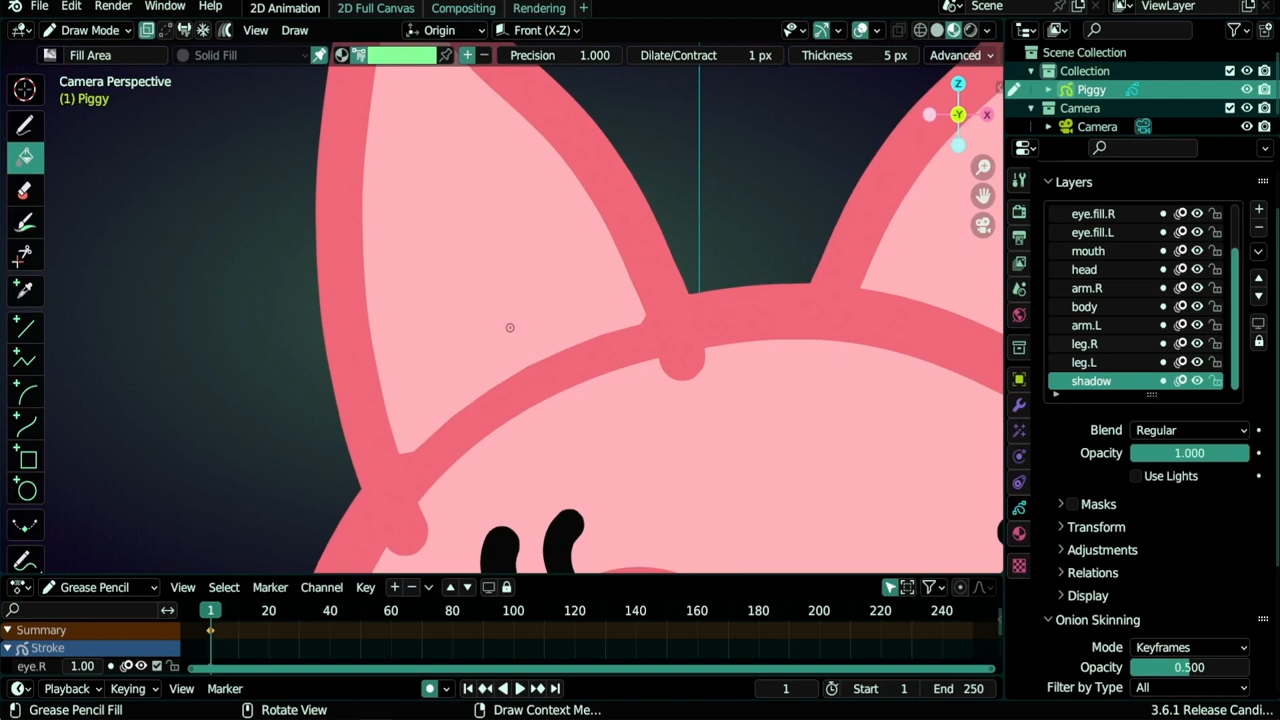 File Edit Render Window Help 2D Animation 2D Full Canvas Compositing Rendering + Scene ViewLayer
Draw Mode View Draw Origin Front (X-Z)
Fill Area Solid Fill Precision 1.000 Dilate/Contract 1 px Thickness 5 px Advanced
Camera Perspective
(1) Piggy
Z
-Y
X
Scene Collection
Collection
Piggy
Camera
Camera
Layers
eye.fill.R
eye.fill.L
mouth
head
arm.R
body
arm.L
leg.R
leg.L
shadow
Blend Regular
Opacity 1.000
Use Lights
Masks
Transform
Adjustments
Relations
Display
Onion Skinning
Mode Keyframes
Opacity 0.500
Filter by Type All
Grease Pencil View Select Marker Channel Key
1 20 40 60 80 100 120 140 160 180 200 220 240
Summary
Stroke
eye.R 1.00
Playback Keying View Marker 1 Start 1 End 250
Grease Pencil Fill Rotate View Draw Context Me... 3.6.1 Release Candi...